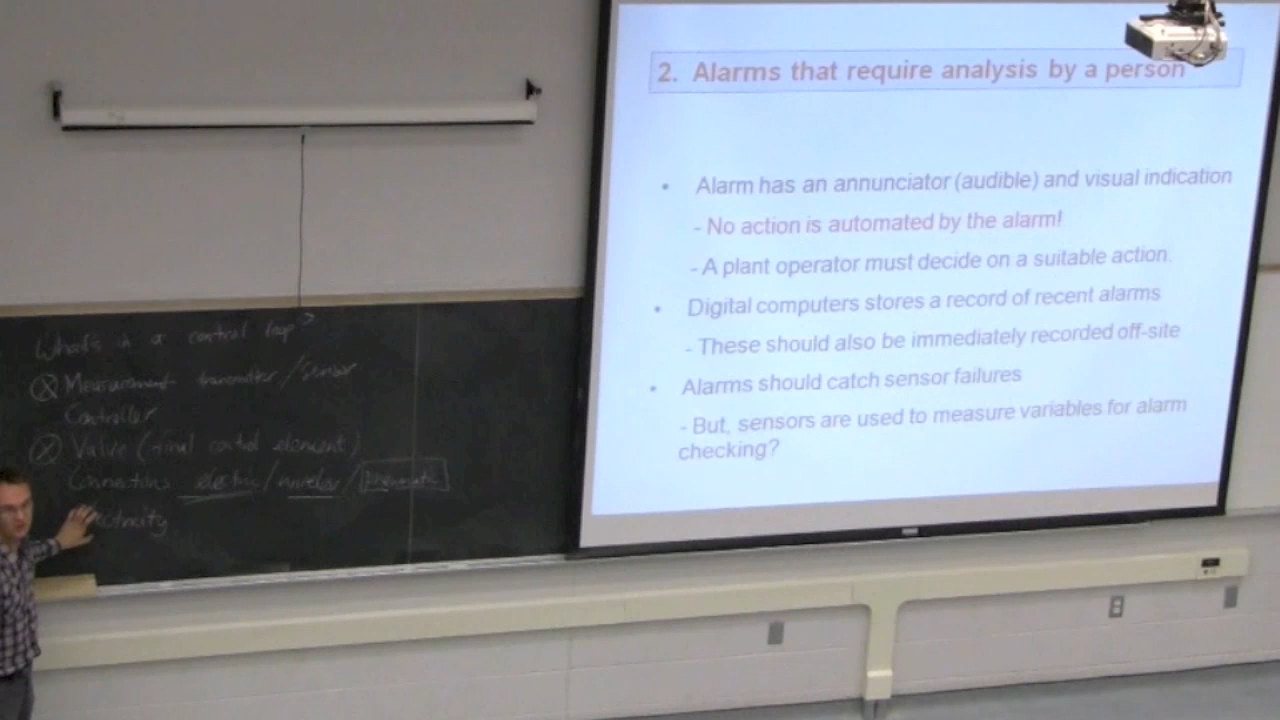 What's in a control loop?
Measurement transmitter/Sensor
Controller
Valve (final control element)
Connections electric/wireless/pneumatic
2. Alarms that require analysis by a person
• Alarm has an annunciator (audible) and visual indication
- No action is automated by the alarm!
- A plant operator must decide on a suitable action.
• Digital computers stores a record of recent alarms
- These should also be immediately recorded off-site
• Alarms should catch sensor failures
- But, sensors are used to measure variables for alarm
checking?